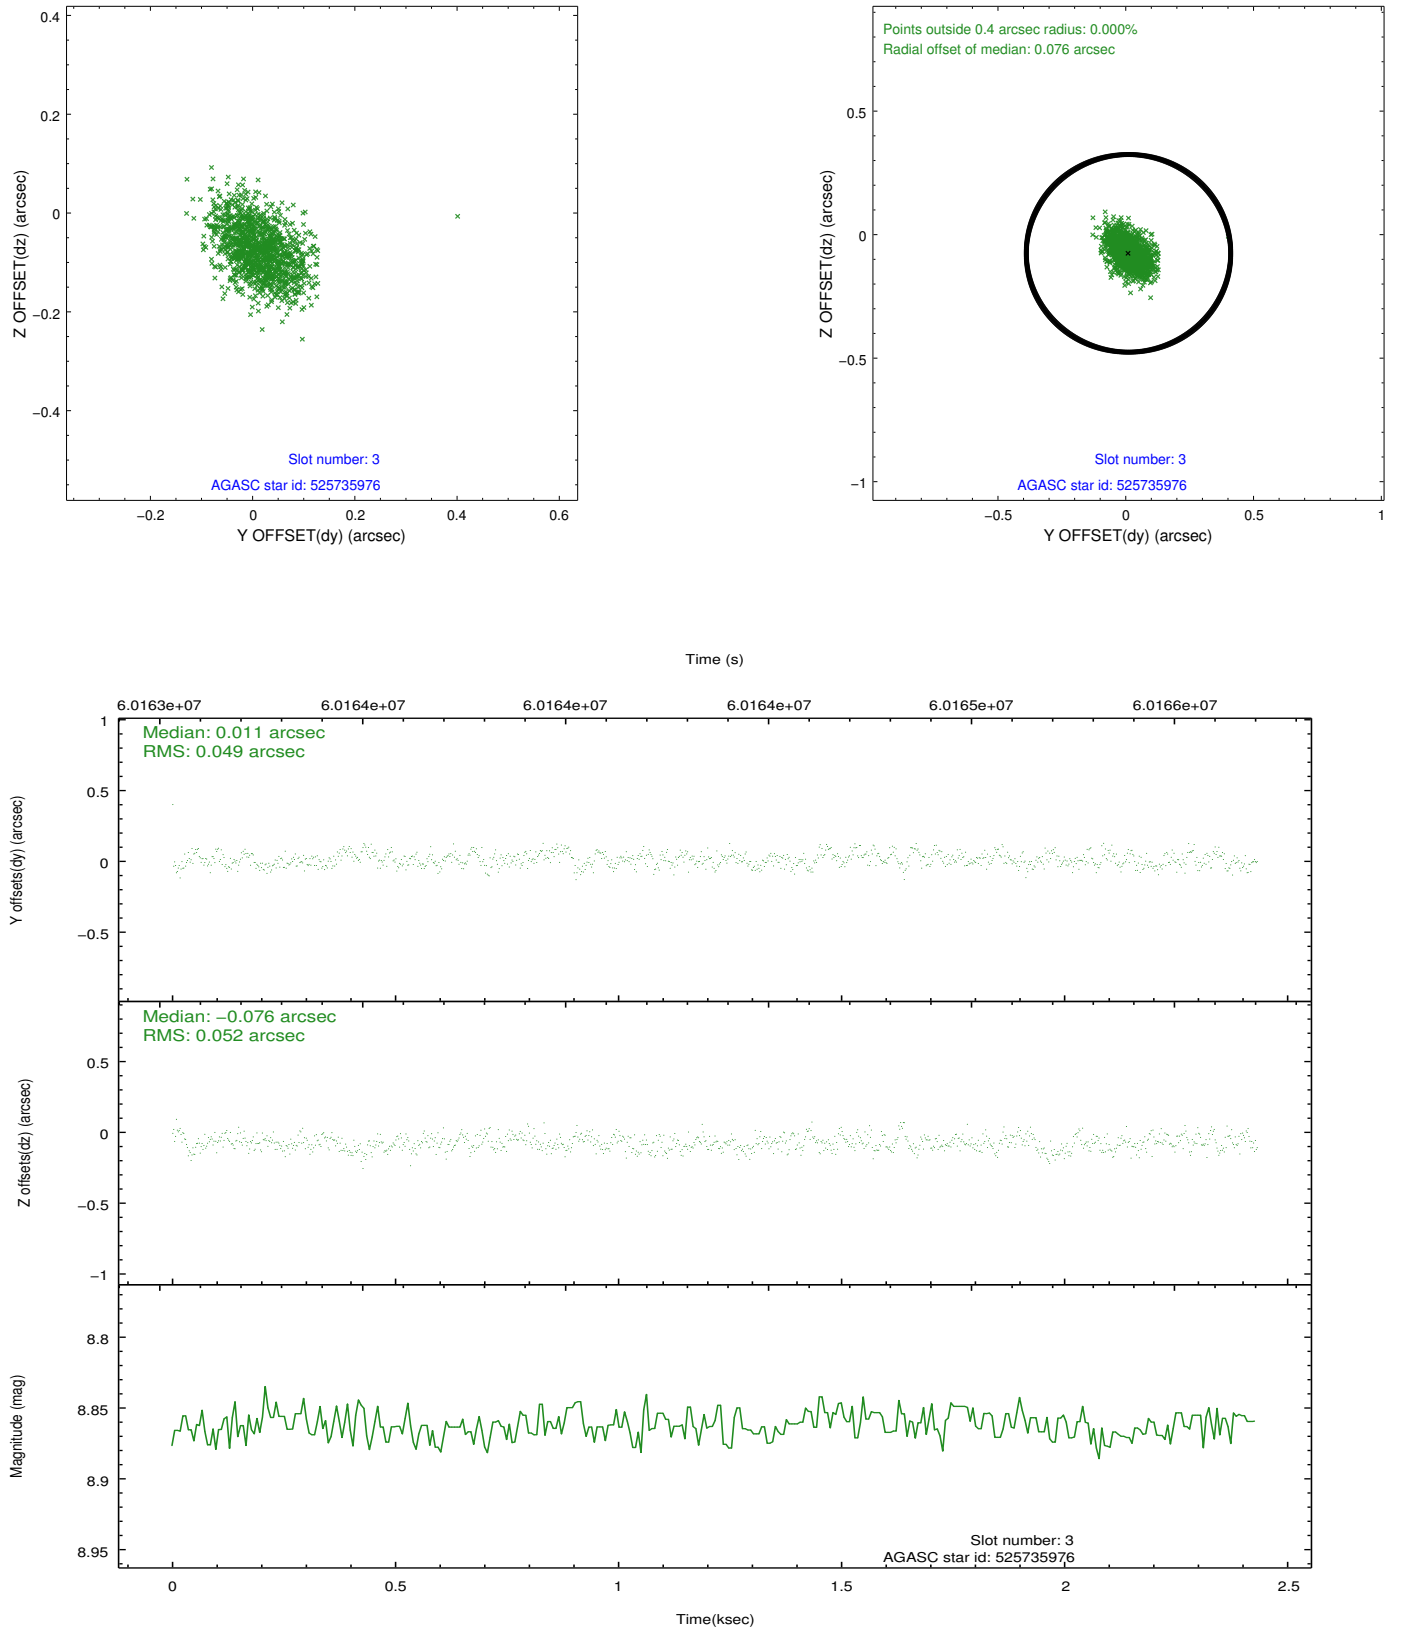 0.4
0.2
0
−0.2
−0.4
Z OFFSET(dz) (arcsec)
Slot number: 3
AGASC star id: 525735976
−0.2 0 0.2 0.4 0.6
Y OFFSET(dy) (arcsec)
Points outside 0.4 arcsec radius: 0.000%
Radial offset of median: 0.076 arcsec
0.5
0
−0.5
−1
Z OFFSET(dz) (arcsec)
Slot number: 3
AGASC star id: 525735976
−0.5 0 0.5 1
Y OFFSET(dy) (arcsec)
Time (s)
6.0163e+07 6.0164e+07 6.0164e+07 6.0164e+07 6.0165e+07 6.0166e+07
Median: 0.011 arcsec
RMS: 0.049 arcsec
1
0.5
0
−0.5
Y offsets(dy) (arcsec)
Median: −0.076 arcsec
RMS: 0.052 arcsec
0.5
0
−0.5
−1
Z offsets(dz) (arcsec)
8.8
8.85
8.9
8.95
Magnitude (mag)
Slot number: 3
AGASC star id: 525735976
0 0.5 1 1.5 2 2.5
Time(ksec)